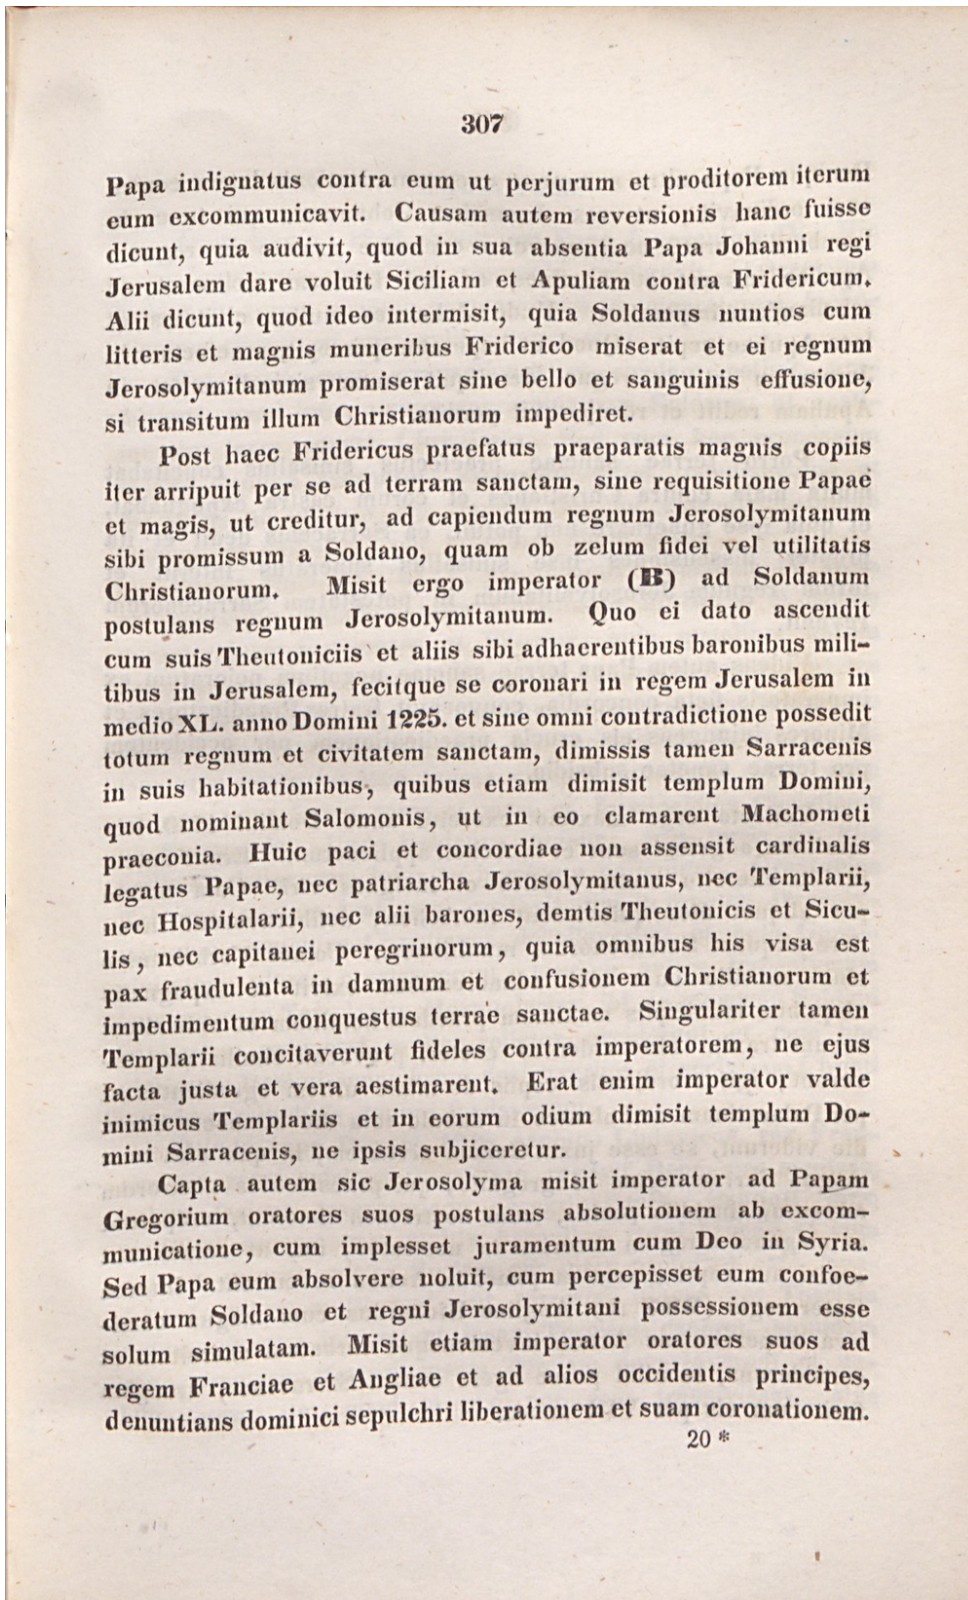 307
Papa indignatus contra eum ut perjurum et proditorem iterum
eum excommunicavit. Causam autem reversionis hanc fuisse
dicunt, quia audivit, quod in sua absentia Papa Johanni regi
Jerusalem dare voluit Siciliam et Apuliam contra Fridericum.
Alii dicunt, quod ideo intermisit, quia Soldanus nuntios cum
litteris et magnis muneribus Friderico miserat et ei regnum
Jerosolymitanum promiserat sine bello et sanguinis effusione,
si transitum illum Christianorum impediret.
Post haec Fridericus praefatus praeparatis magnis copiis
iter arripuit per se ad terram sanctam, sine requisitione Papae
et magis, ut creditur, ad capiendum regnum Jerosolymitanum
sibi promissum a Soldano, quam ob zelum fidei vel utilitatis
Christianorum. Misit ergo imperator (B) ad Soldanum
postulans regnum Jerosolymitanum. Quo ei dato ascendit
cum suis Theutoniciis et aliis sibi adhaerentibus baronibus mili-
tibus in Jerusalem, fecitque se coronari in regem Jerusalem in
medio XL. anno Domini 1225. et sine omni contradictione possedit
totum regnum et civitatem sanctam, dimissis tamen Sarracenis
in suis habitationibus, quibus etiam dimisit templum Domini,
quod nominant Salomonis, ut in eo clamarent Machometi
praeconia. Huic paci et concordiae non assensit cardinalis
legatus Papae, nec patriarcha Jerosolymitanus, nec Templarii,
nec Hospitalarii, nec alii barones, demtis Theutonicis et Sicu-
lis, nec capitanei peregrinorum, quia omnibus his visa est
pax fraudulenta in damnum et confusionem Christianorum et
impedimentum conquestus terrae sanctae. Singulariter tamen
Templarii concitaverunt fideles contra imperatorem, ne ejus
facta justa et vera aestimarent. Erat enim imperator valde
inimicus Templariis et in eorum odium dimisit templum Do-
mini Sarracenis, ne ipsis subjiceretur.
Capta autem sic Jerosolyma misit imperator ad Papam
Gregorium oratores suos postulans absolutionem ab excom-
municatione, cum implesset juramentum cum Deo in Syria.
Sed Papa eum absolvere noluit, cum percepisset eum confoe-
deratum Soldano et regni Jerosolymitani possessionem esse
solum simulatam. Misit etiam imperator oratores suos ad
regem Franciae et Angliae et ad alios occidentis principes,
denuntians dominici sepulchri liberationem et suam coronationem.
20 *